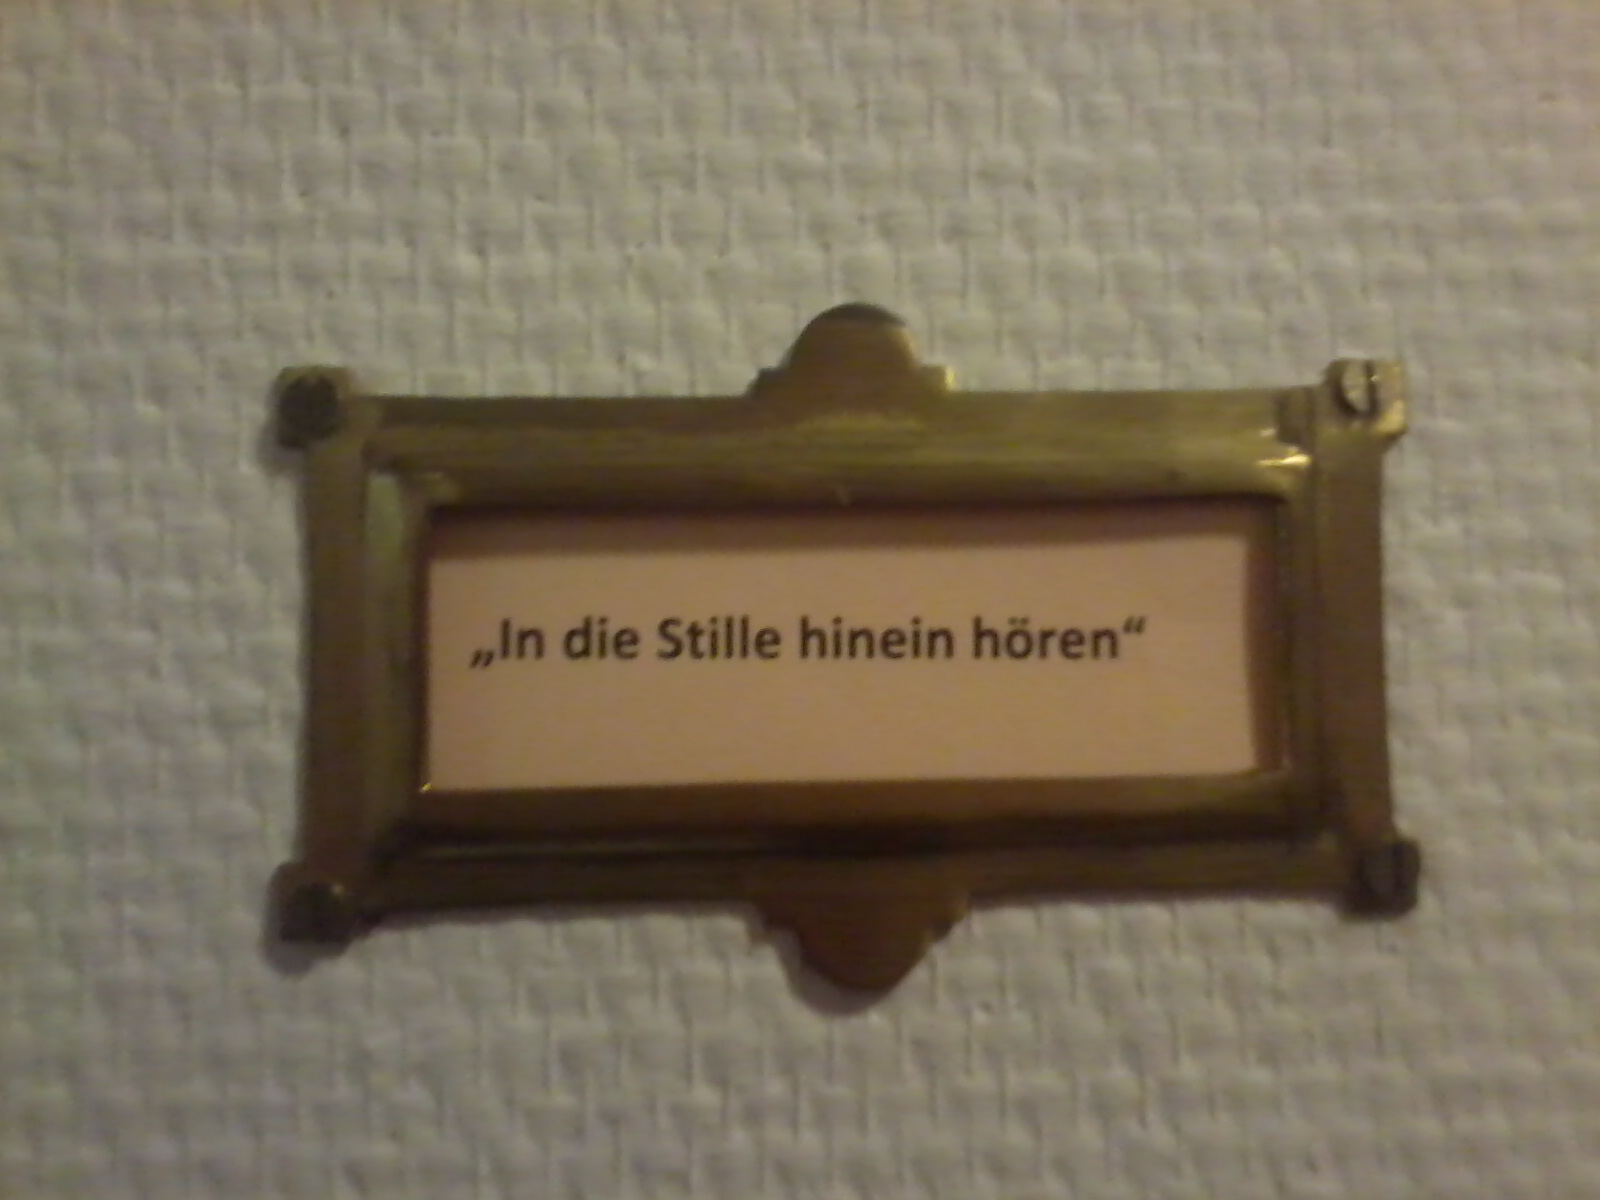 „In die Stille hinein hören“